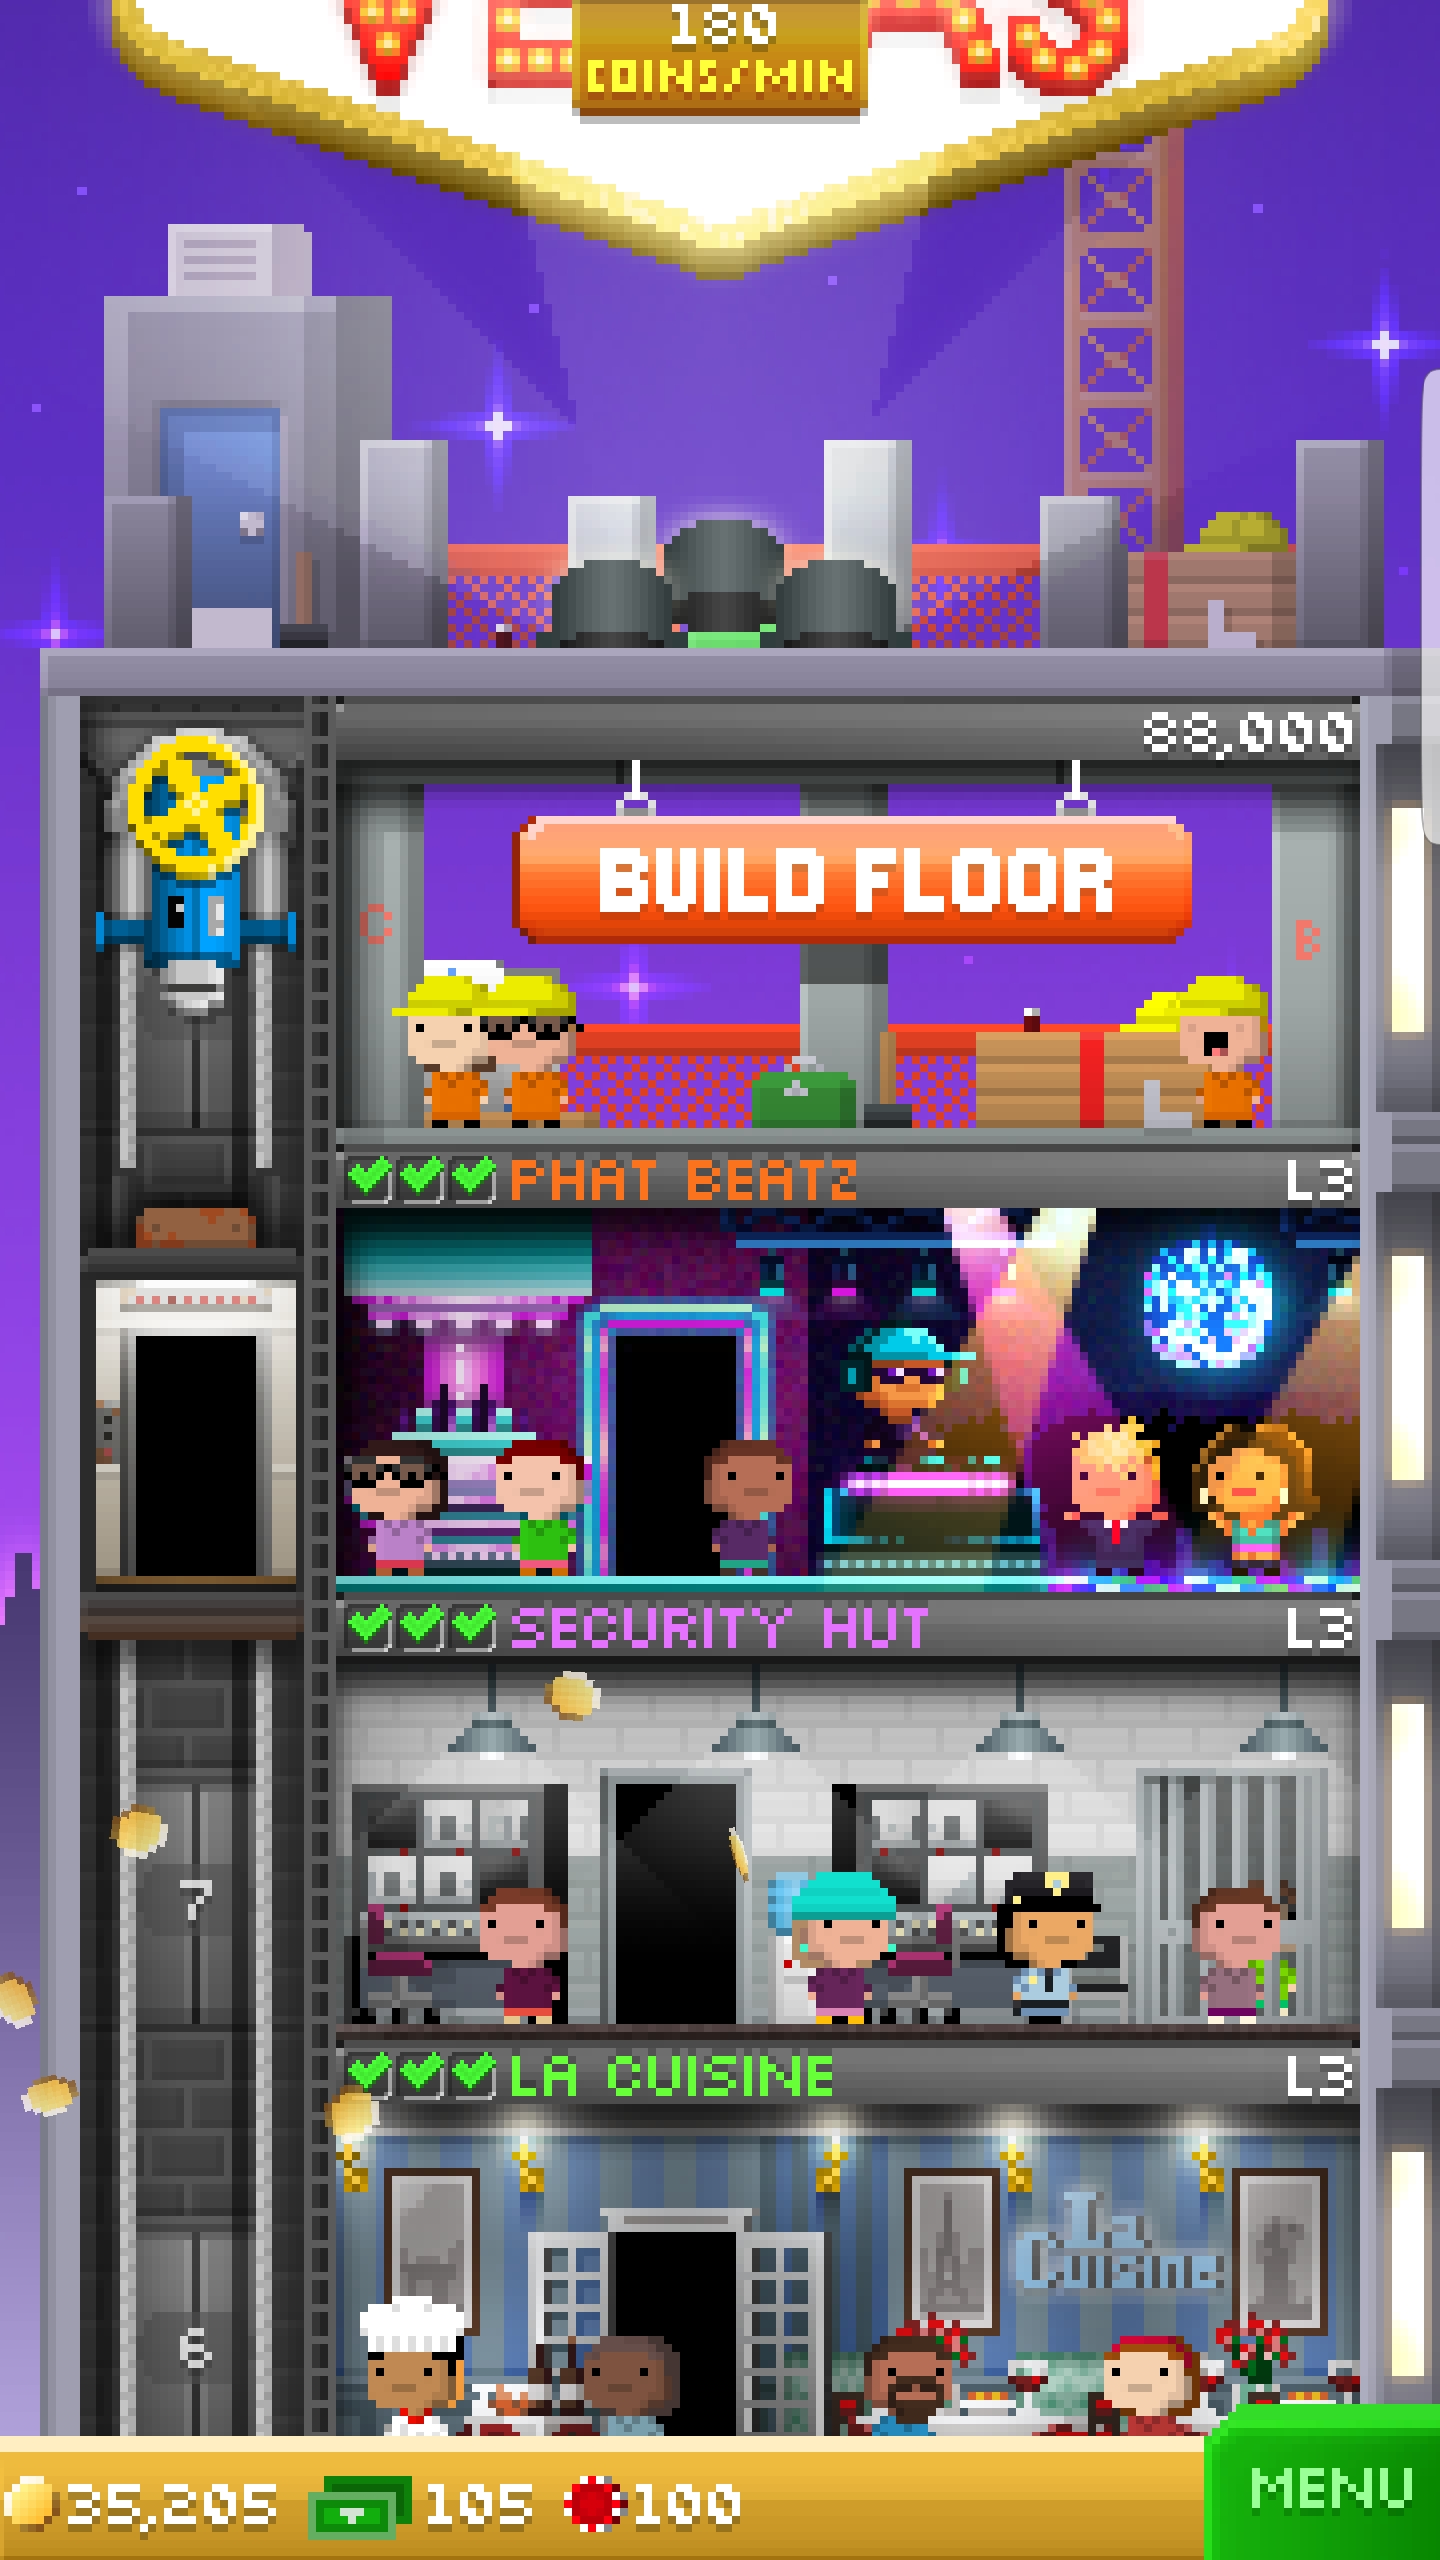 180
COINS/MIN
88,000
BUILD FLOOR
C
B
PHAT BEATZ L3
SECURITY HUT L3
7
LA CUISINE L3
La
Cuisine
6
35,205 105 100
MENU